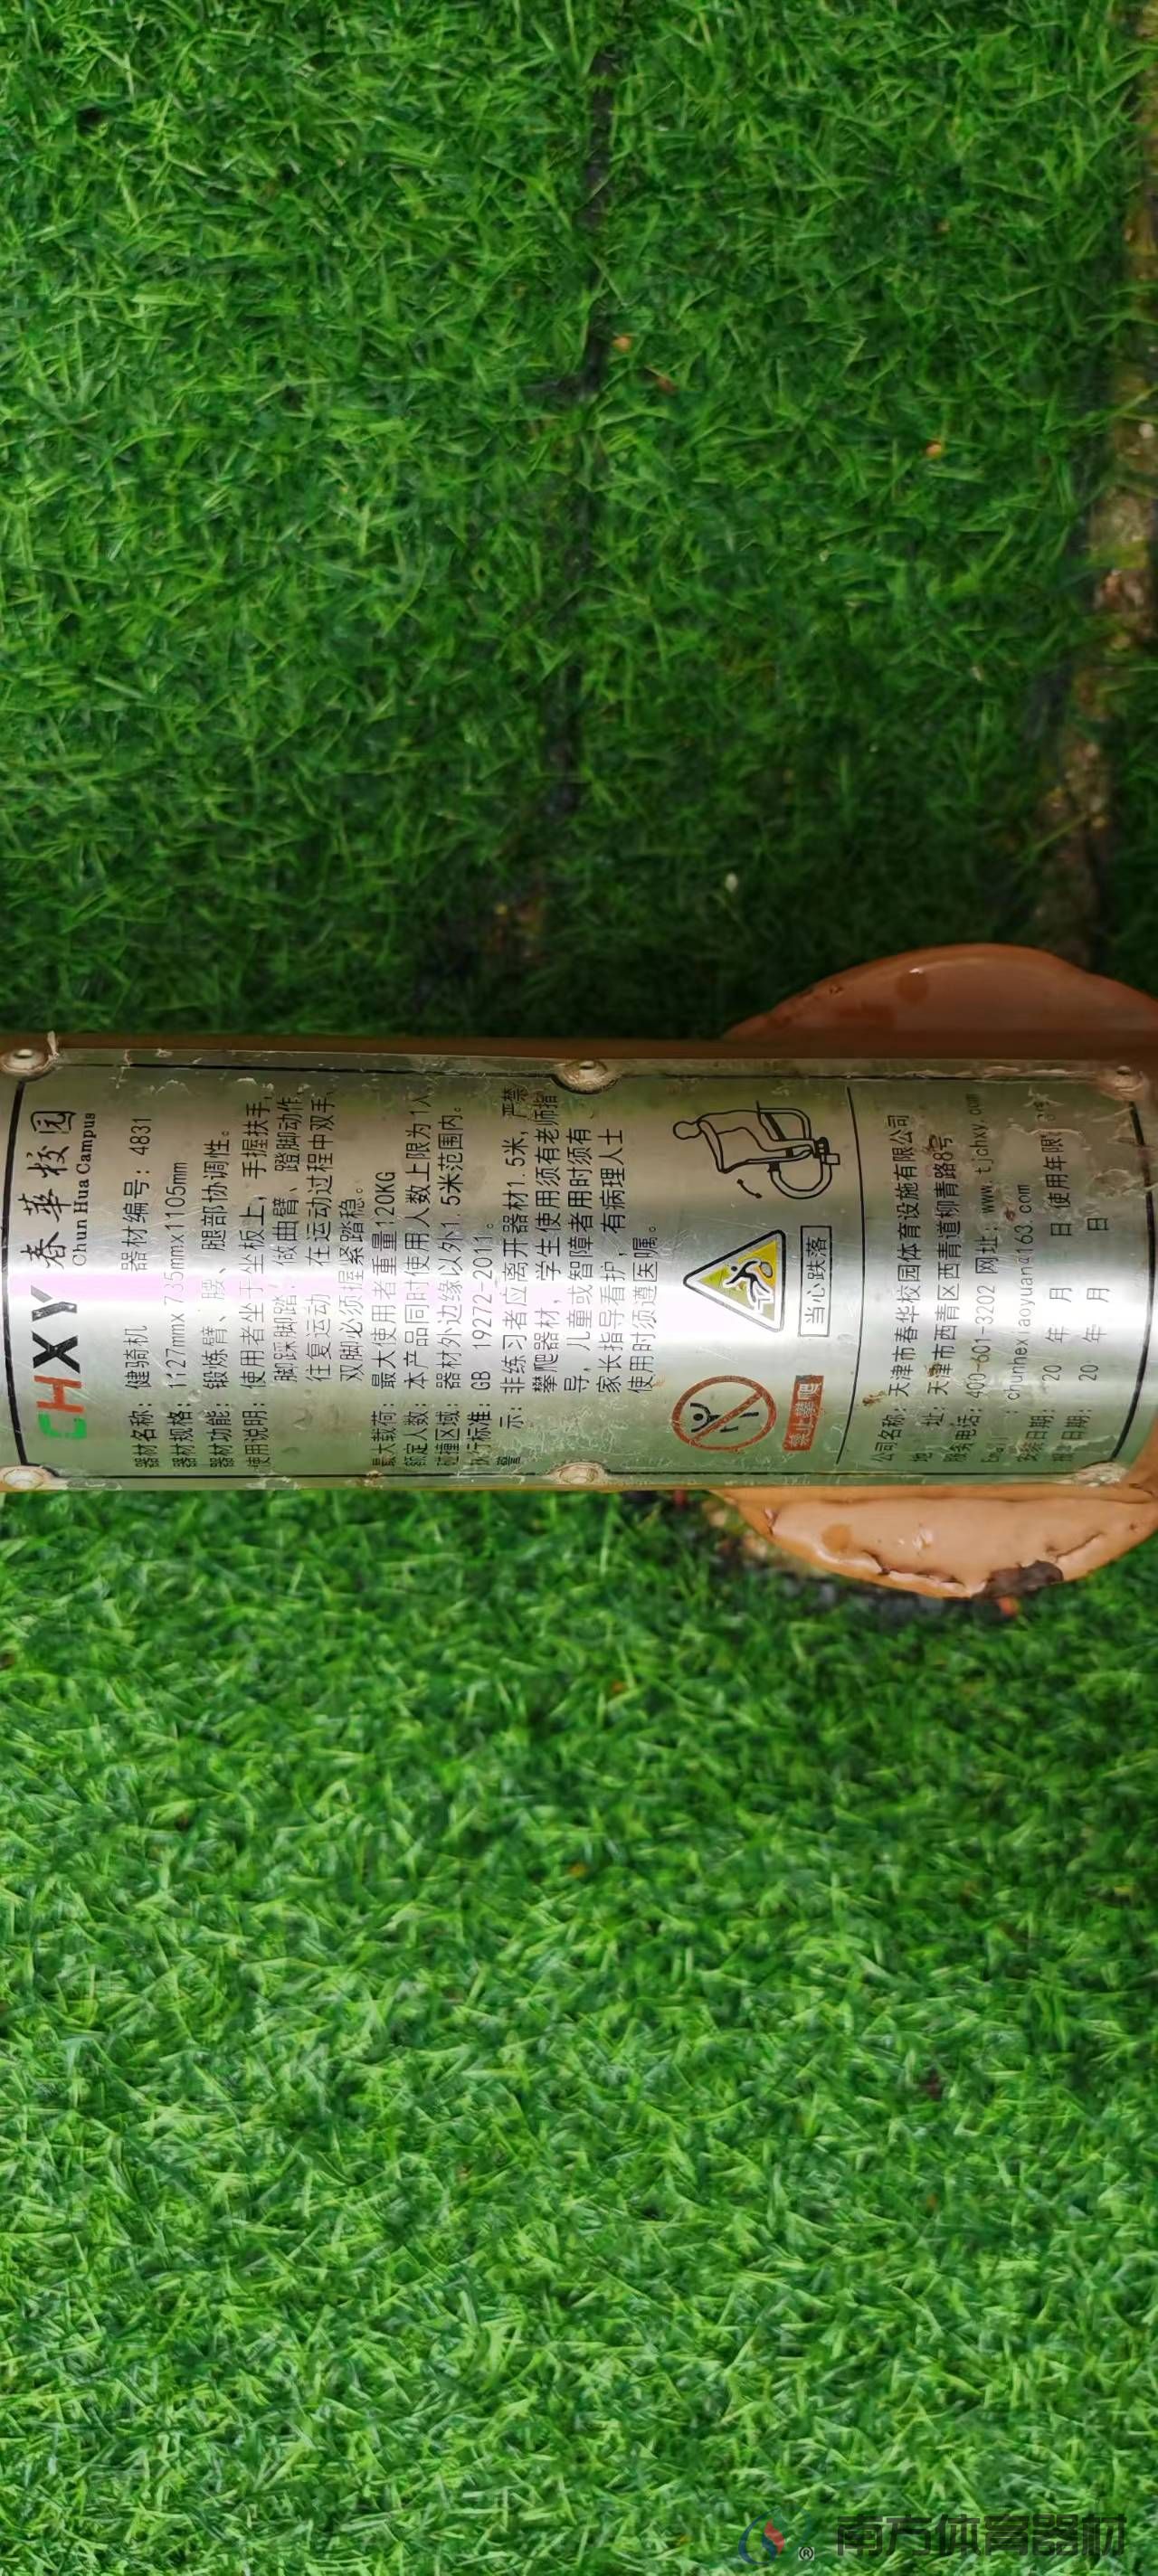 CHXY 春華校园
Chun Hua Campus
器材名称: 健骑机 器材编号: 4831
器材规格: 1127mmx735mmx1105mm
器材功能: 锻炼臂、腰、腿部协调性。
使用说明: 使用者坐于坐板上，手握扶手，
脚踩脚踏，做曲臂、蹬脚动作，
往复运动，在运动过程中双手、
双脚必须握紧踏稳。
最大载荷: 最大使用者重量120KG
额定人数: 本产品同时使用人数上限为1人
碰撞区域: 器材外边缘以外1.5米范围内。
执行标准: GB 19272-2011。
警 示: 非练习者应离开器材1.5米，严禁
攀爬器材，学生使用须有老师指
导，儿童或智障者用时须有
家长指导看护，有病理人士
使用时须遵医嘱。
禁止攀爬
当心跌落
公司名称: 天津市春华校园体育设施有限公司
地 址: 天津市西青区西青道柳青路8号
服务电话: 400-601-3202 网址: www.tjchxy.com
Email: chunhexiaoyuan@163.com
安装日期: 20 年 月 日 使用年限
日期: 20 年 月 日
南方体育器材
®